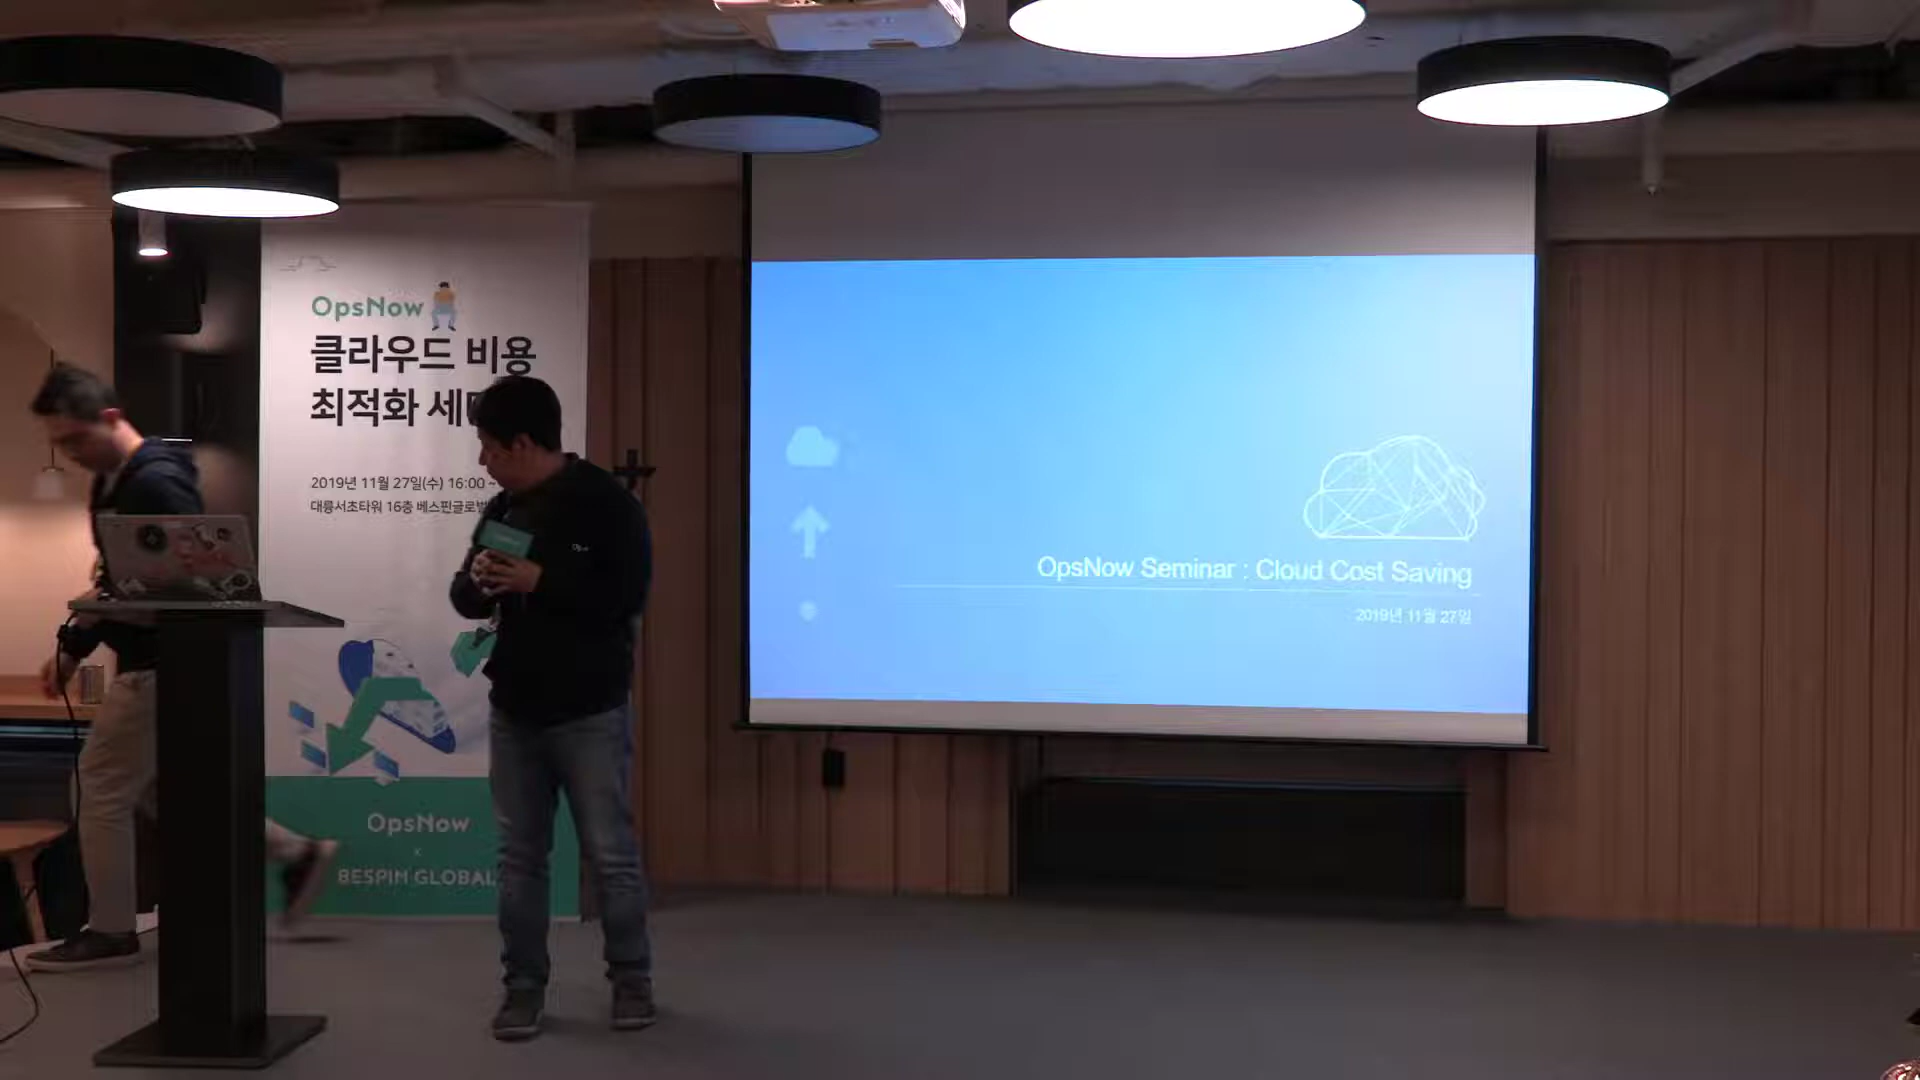 OpsNow
클라우드 비용
최적화
2019년 11월 27일(수) 16:00 ~
대륭서초타워 16층 베스핀글로벌
OpsNow
x
BESPIN GLOBAL
OpsNow Seminar : Cloud Cost Saving
2019년 11월 27일